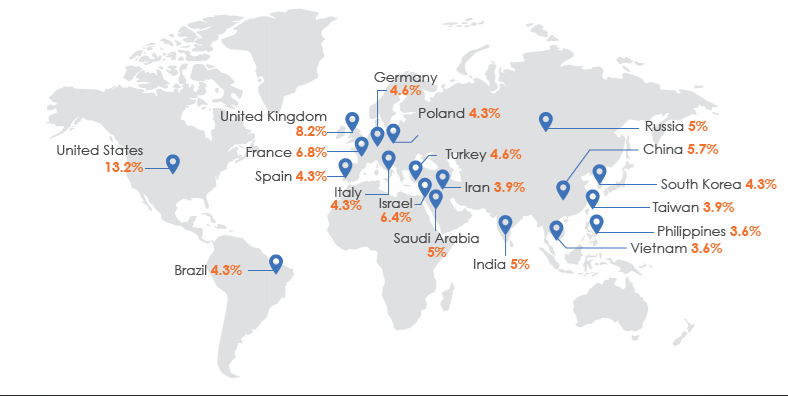 Germany
4.6%
United Kingdom
8.2%
Poland 4.3%
Russia 5%
United States
13.2%
France 6.8%
Turkey 4.6%
China 5.7%
Spain 4.3%
Italy
4.3%
Israel
6.4%
Iran 3.9%
South Korea 4.3%
Taiwan 3.9%
Saudi Arabia
5%
Philippines 3.6%
Vietnam 3.6%
India 5%
Brazil 4.3%